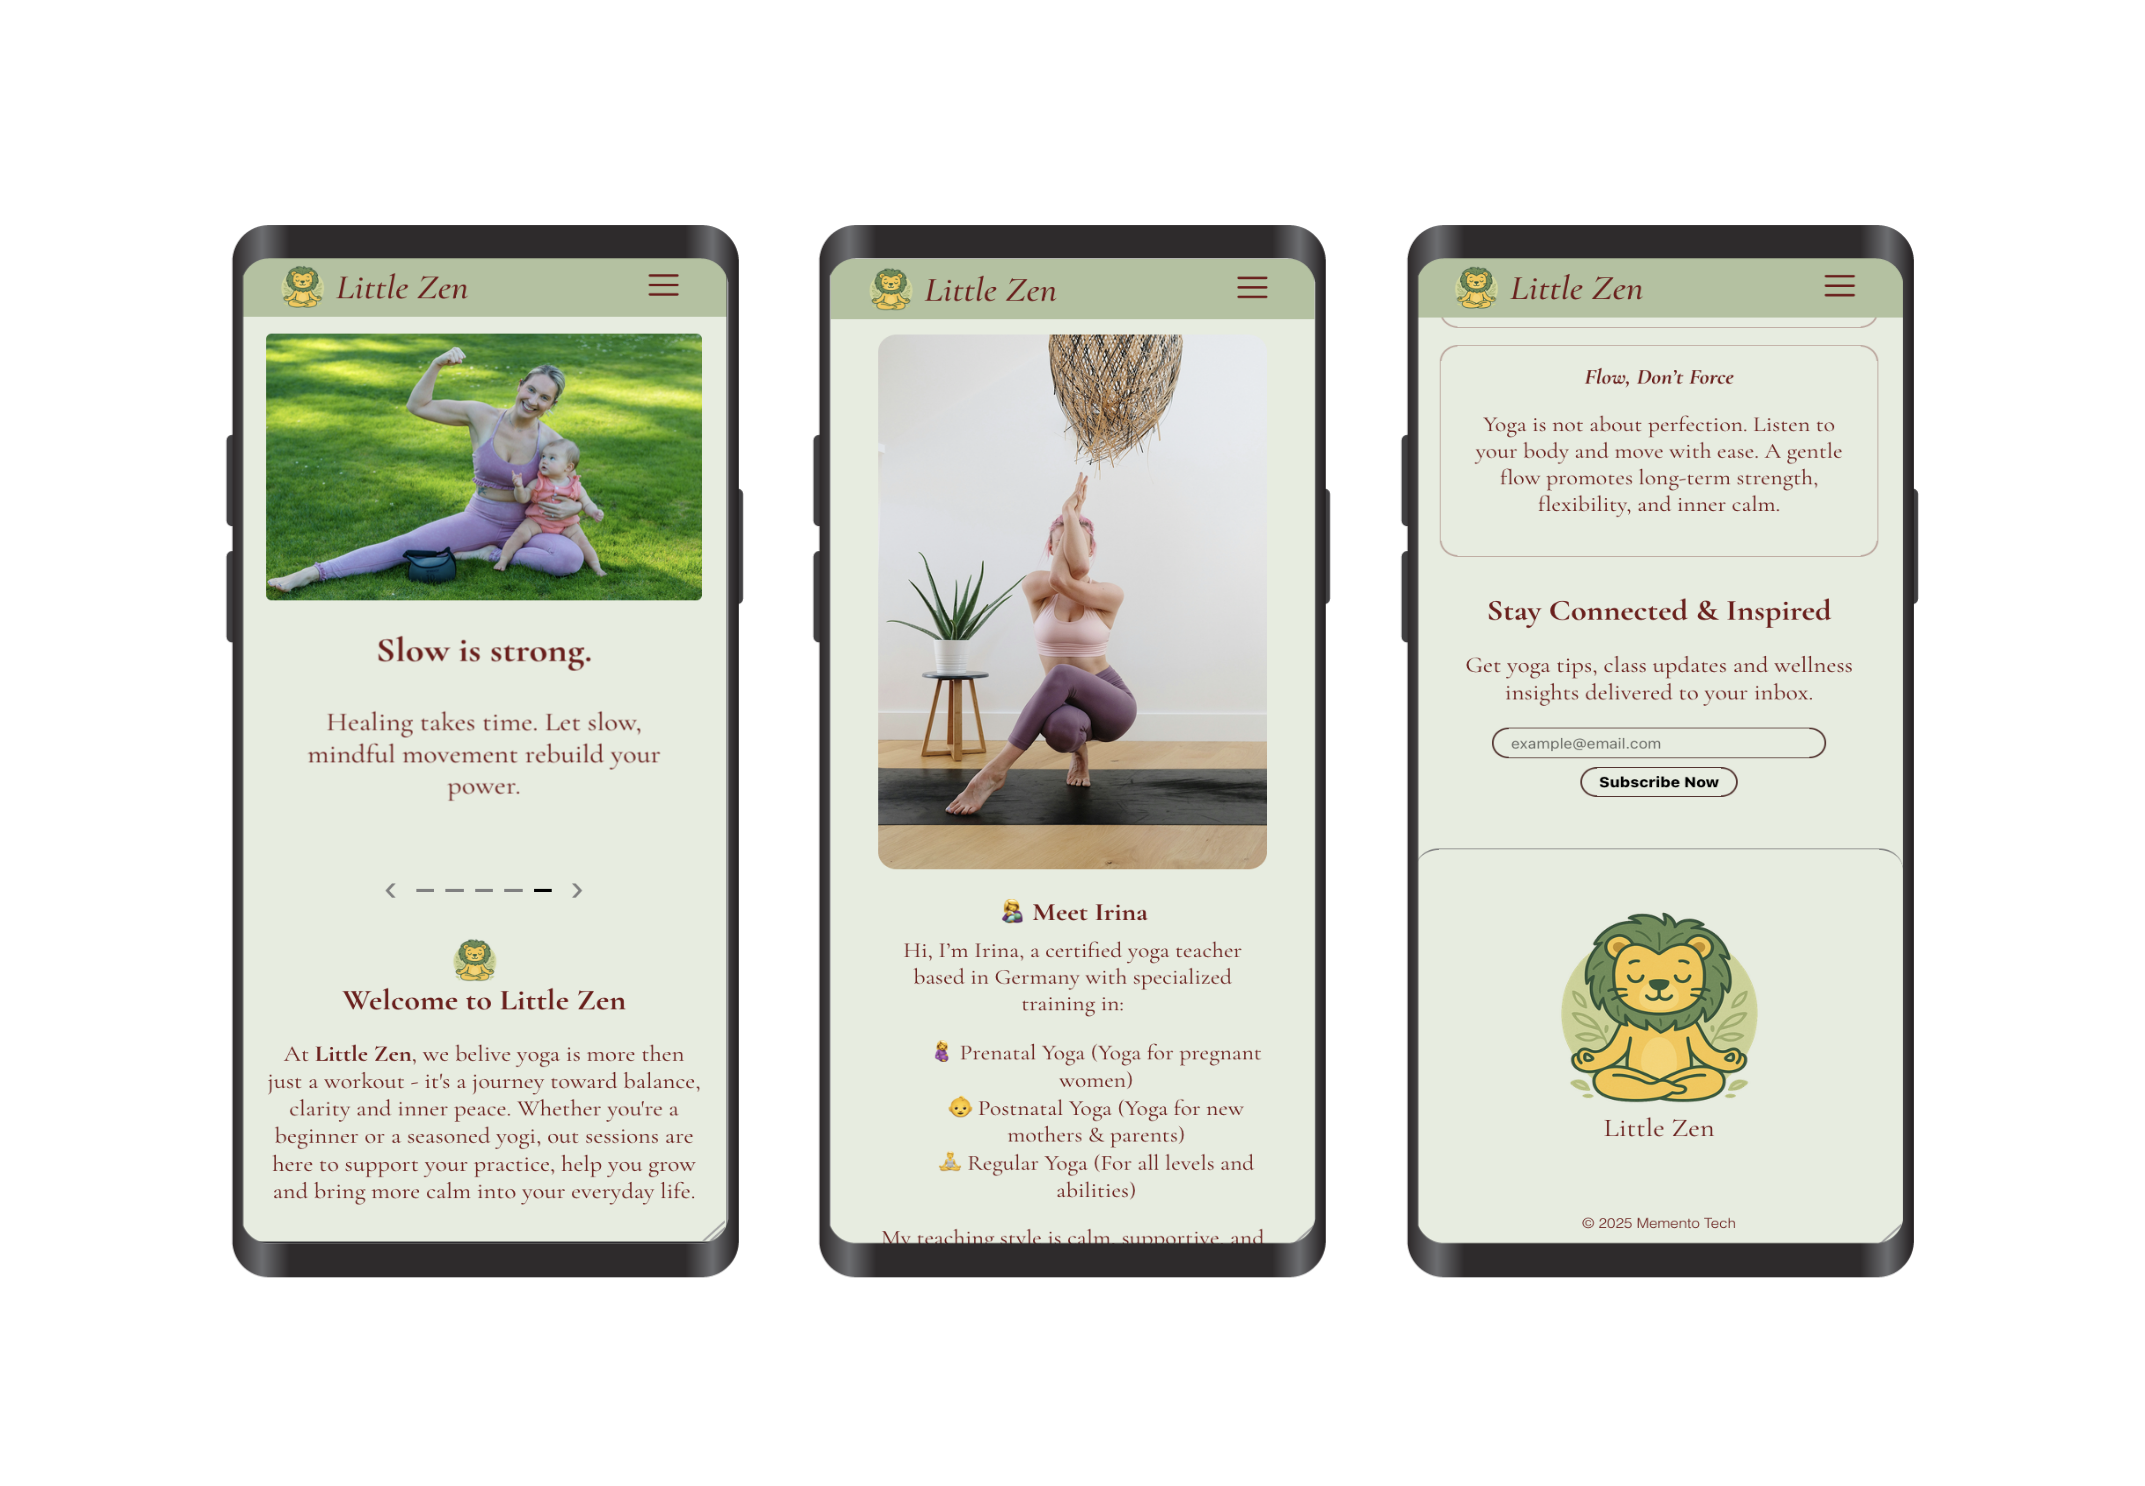 Little Zen
Slow is strong.
Healing takes time. Let slow,
mindful movement rebuild your
power.
Welcome to Little Zen
At Little Zen, we belive yoga is more then
just a workout - it's a journey toward balance,
clarity and inner peace. Whether you're a
beginner or a seasoned yogi, out sessions are
here to support your practice, help you grow
and bring more calm into your everyday life.
Little Zen
Meet Irina
Hi, I'm Irina, a certified yoga teacher
based in Germany with specialized
training in:
Prenatal Yoga (Yoga for pregnant
women)
Postnatal Yoga (Yoga for new
mothers & parents)
Regular Yoga (For all levels and
abilities)
My teaching style is calm, supportive, and
Little Zen
Flow, Don't Force
Yoga is not about perfection. Listen to
your body and move with ease. A gentle
flow promotes long-term strength,
flexibility, and inner calm.
Stay Connected & Inspired
Get yoga tips, class updates and wellness
insights delivered to your inbox.
example@email.com
Subscribe Now
Little Zen
© 2025 Memento Tech